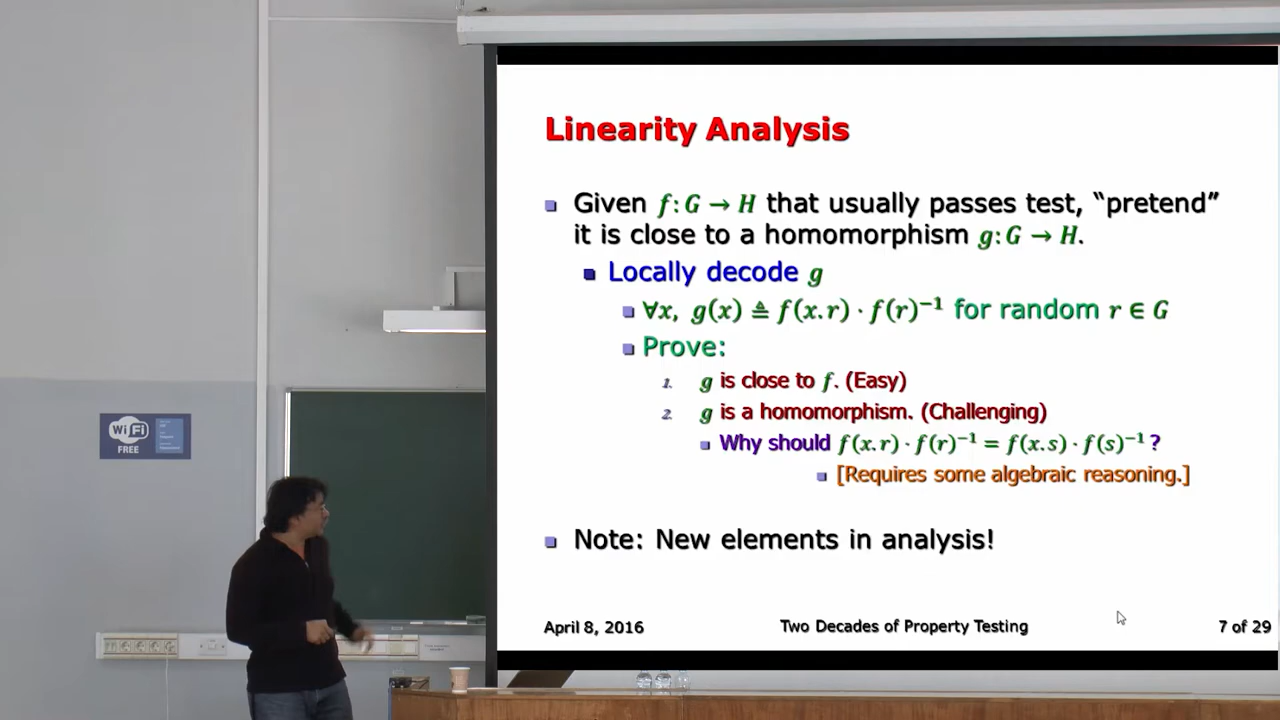 Linearity Analysis
Given f: G → H that usually passes test, “pretend”
it is close to a homomorphism g: G → H.
Locally decode g
∀x, g(x) ≜ f(x.r) · f(r)⁻¹ for random r ∈ G
Prove:
1. g is close to f. (Easy)
2. g is a homomorphism. (Challenging)
Why should f(x.r) · f(r)⁻¹ = f(x.s) · f(s)⁻¹ ?
[Requires some algebraic reasoning.]
Note: New elements in analysis!
April 8, 2016 Two Decades of Property Testing 7 of 29
WiFi
FREE